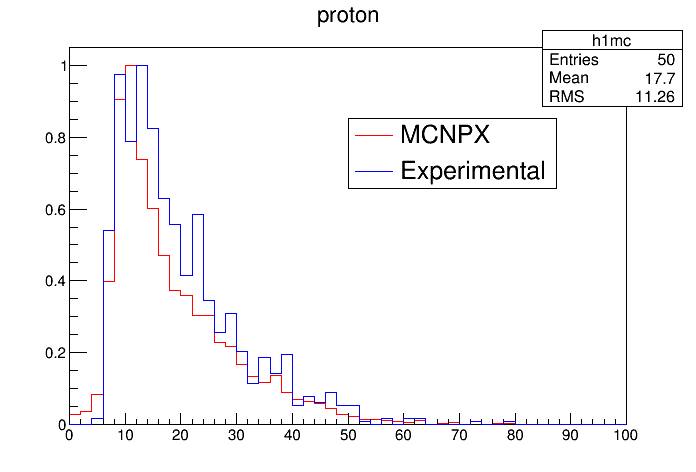 proton
h1mc
Entries 50
Mean 17.7
RMS 11.26
MCNPX
Experimental
1
0.8
0.6
0.4
0.2
0
0 10 20 30 40 50 60 70 80 90 100